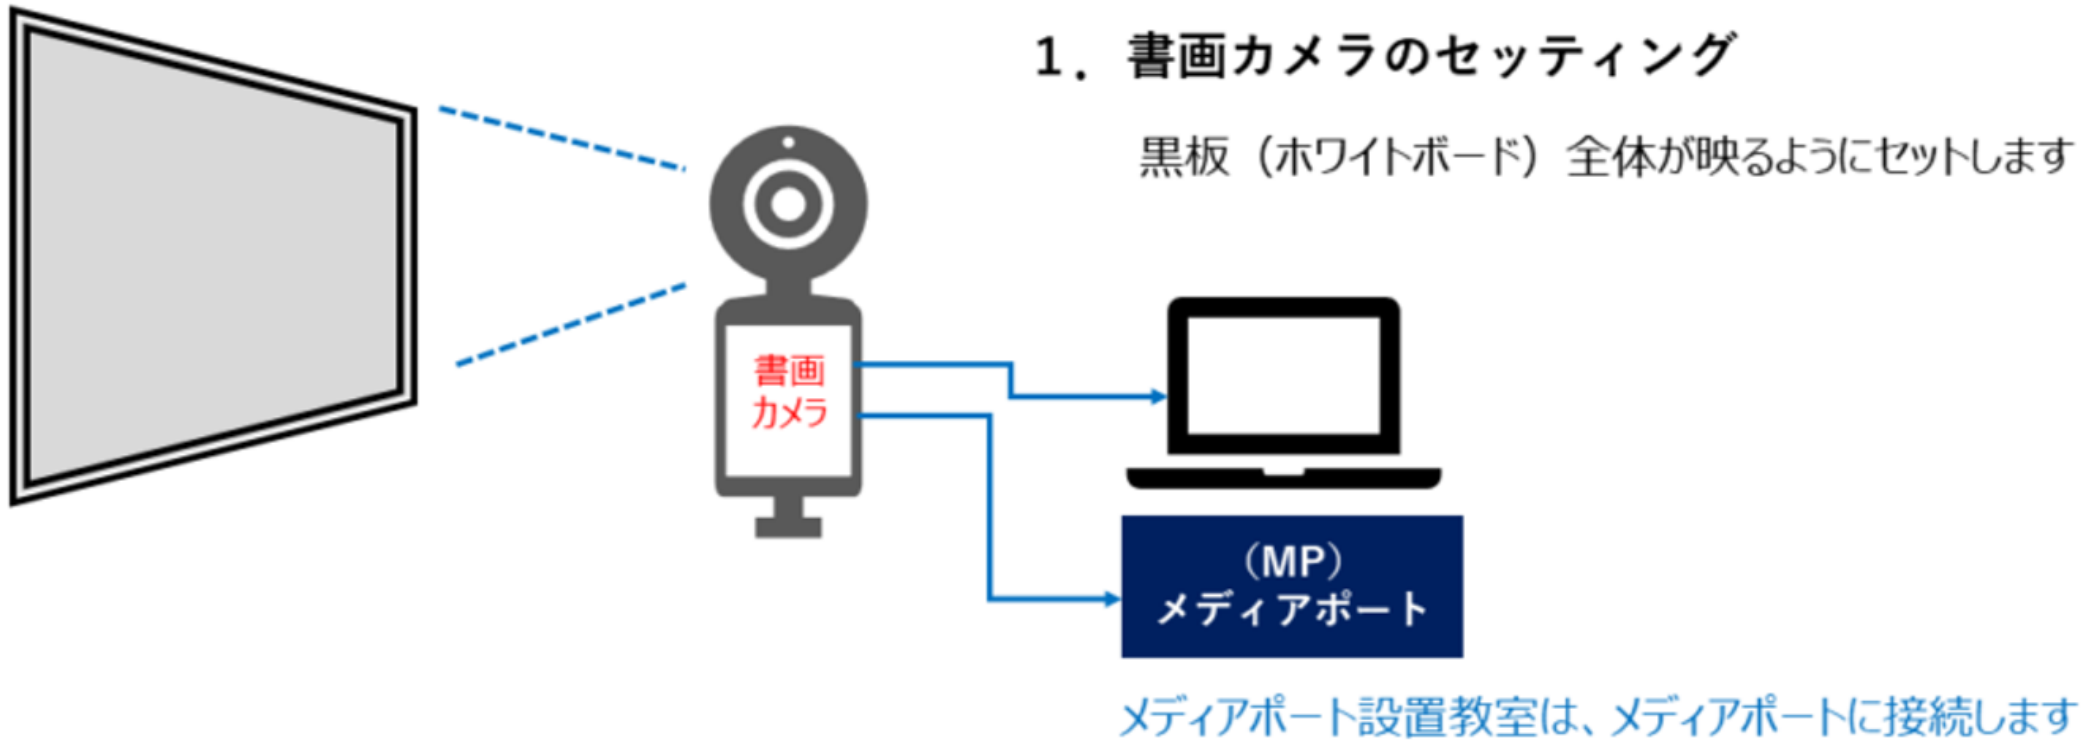 1．書画カメラのセッティング
黒板（ホワイトボード）全体が映るようにセットします
書画
カメラ
（MP）
メディアポート
メディアポート設置教室は、メディアポートに接続します